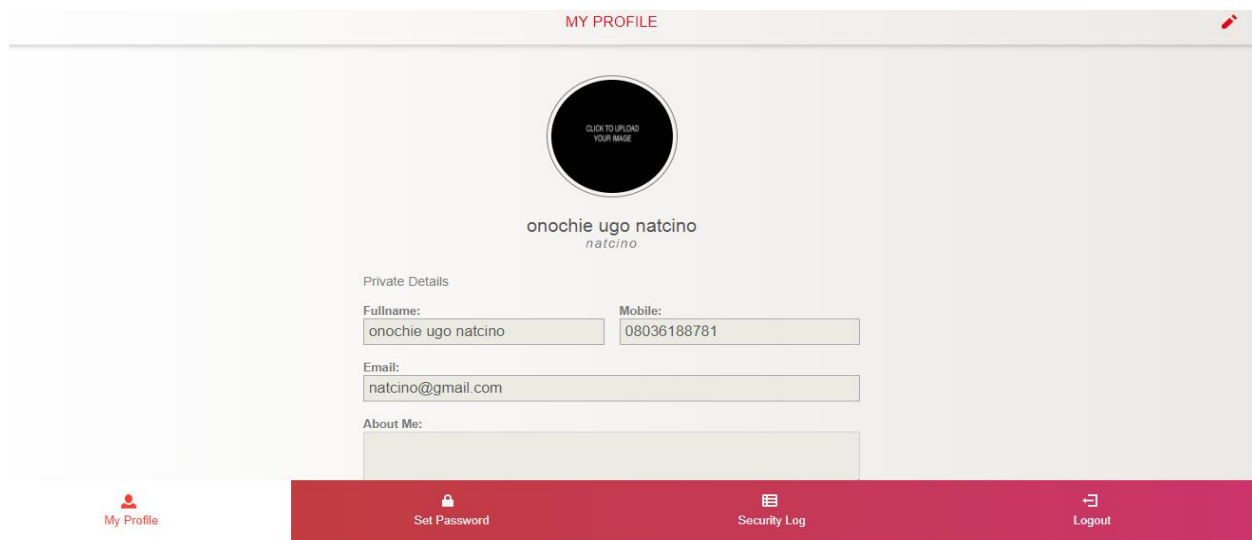 MY PROFILE
CLICK TO UPLOAD
YOUR IMAGE
onochie ugo natcino
natcino
Private Details
Fullname: Mobile:
onochie ugo natcino 08036188781
Email:
natcino@gmail.com
About Me:
My Profile Set Password Security Log Logout